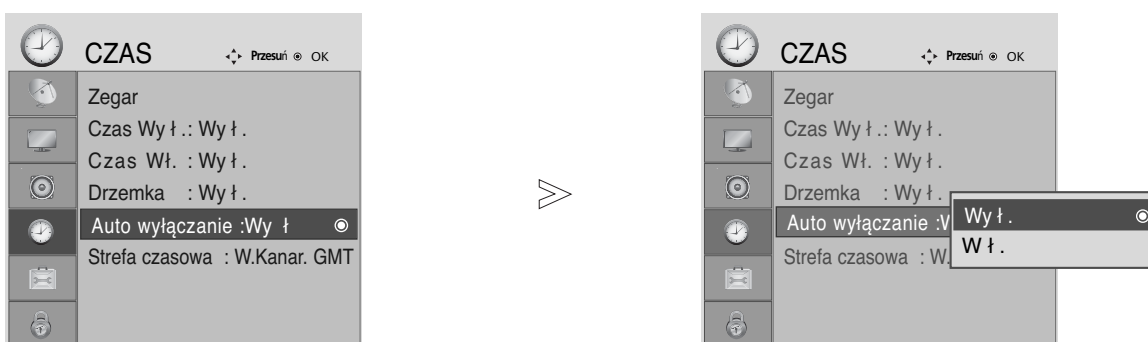 CZAS Przesuń OK
Zegar
Czas Wył.: Wył.
Czas Wł. : Wył.
Drzemka : Wył.
Auto wyłączanie :Wy ł
Strefa czasowa : W.Kanar. GMT
CZAS Przesuń OK
Zegar
Czas Wył.: Wył.
Czas Wł. : Wył.
Drzemka : Wył.
Auto wyłączanie :W
Strefa czasowa : W.
Wył.
Wł.